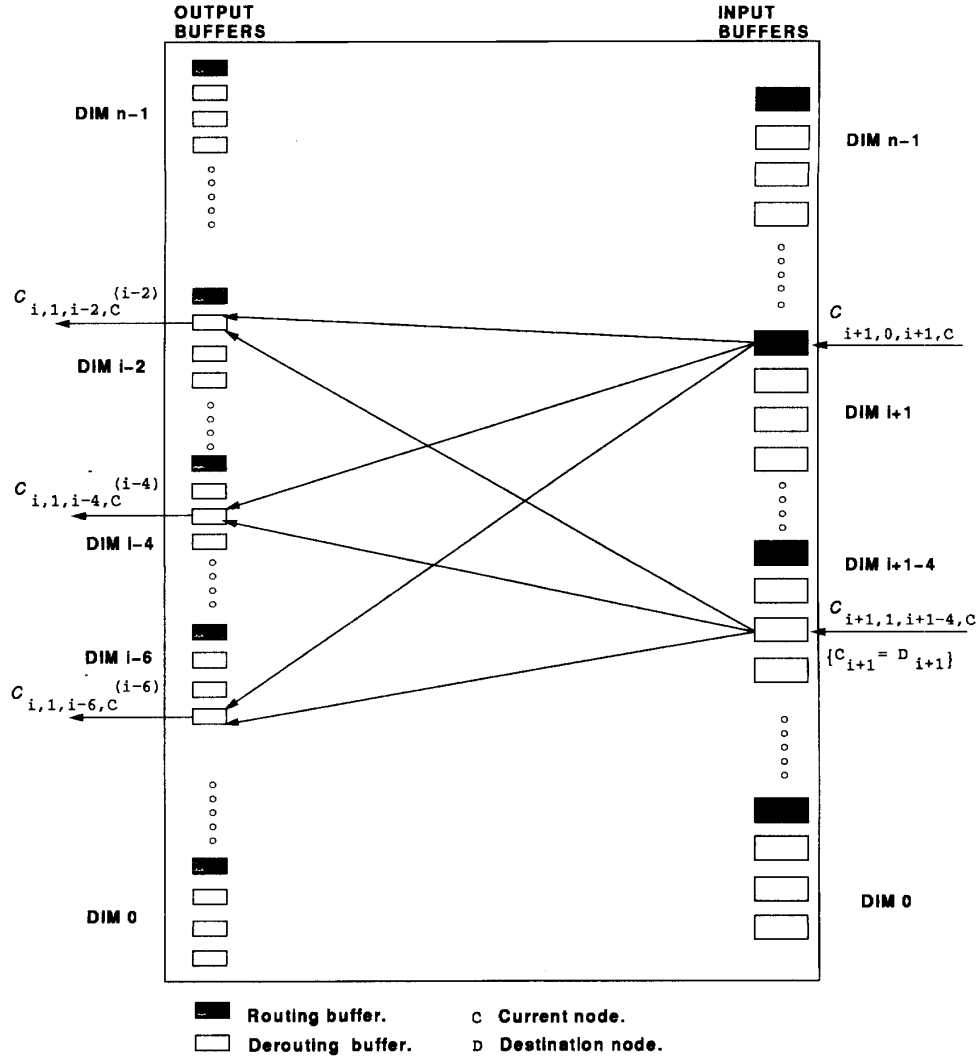 OUTPUT
BUFFERS
INPUT
BUFFERS
DIM n-1
DIM n-1
C i,1,i-2,C (i-2)
C i+1,0,i+1,C
DIM i-2
DIM i+1
C i,1,i-4,C (i-4)
DIM i-4
DIM i+1-4
C i+1,1,i+1-4,C
DIM i-6
{C i+1 = D i+1}
C i,1,i-6,C (i-6)
DIM 0
DIM 0
Routing buffer.
C Current node.
Derouting buffer.
D Destination node.